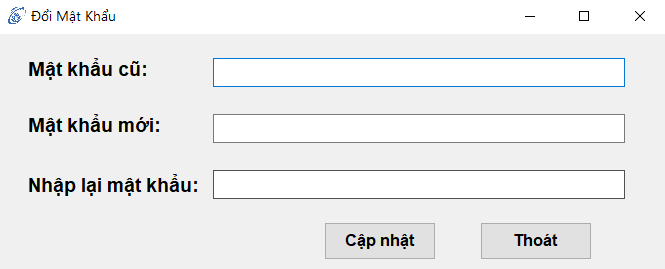 Đổi Mật Khẩu
Mật khẩu cũ:
Mật khẩu mới:
Nhập lại mật khẩu:
Cập nhật Thoát